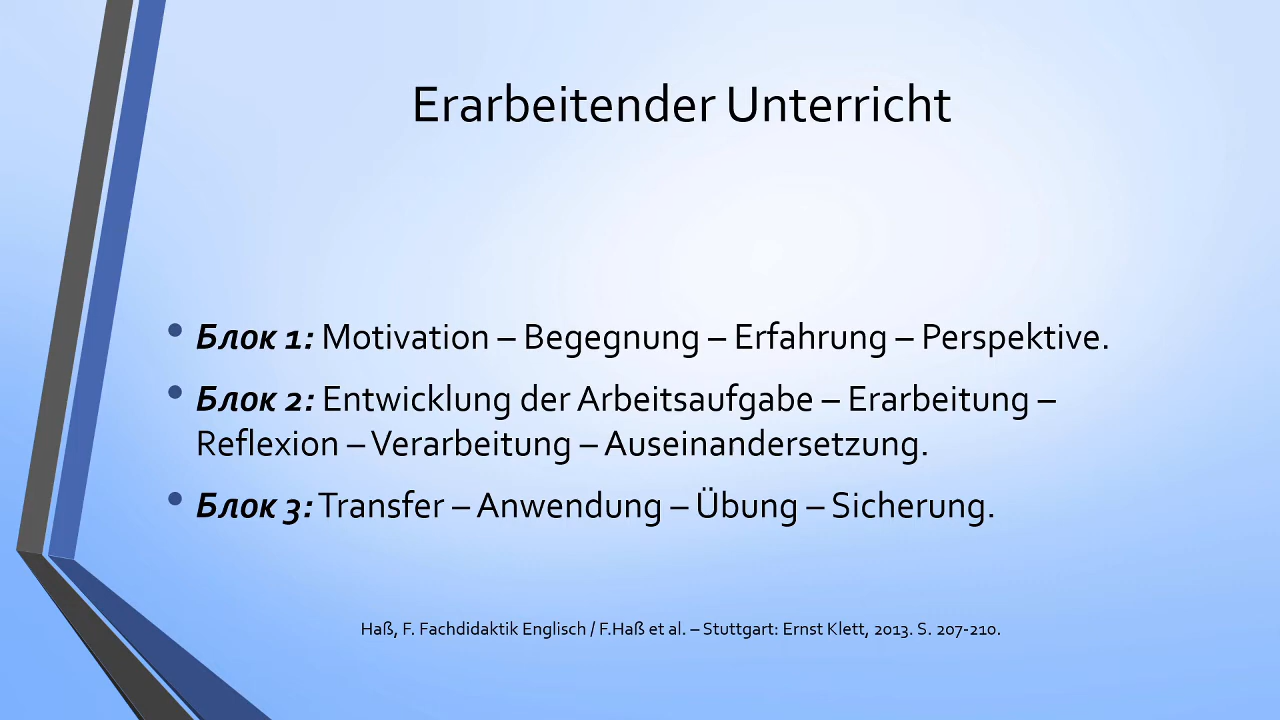 Erarbeitender Unterricht
• Блок 1: Motivation – Begegnung – Erfahrung – Perspektive.
• Блок 2: Entwicklung der Arbeitsaufgabe – Erarbeitung –
Reflexion – Verarbeitung – Auseinandersetzung.
• Блок 3: Transfer – Anwendung – Übung – Sicherung.
Haß, F. Fachdidaktik Englisch / F.Haß et al. – Stuttgart: Ernst Klett, 2013. S. 207-210.